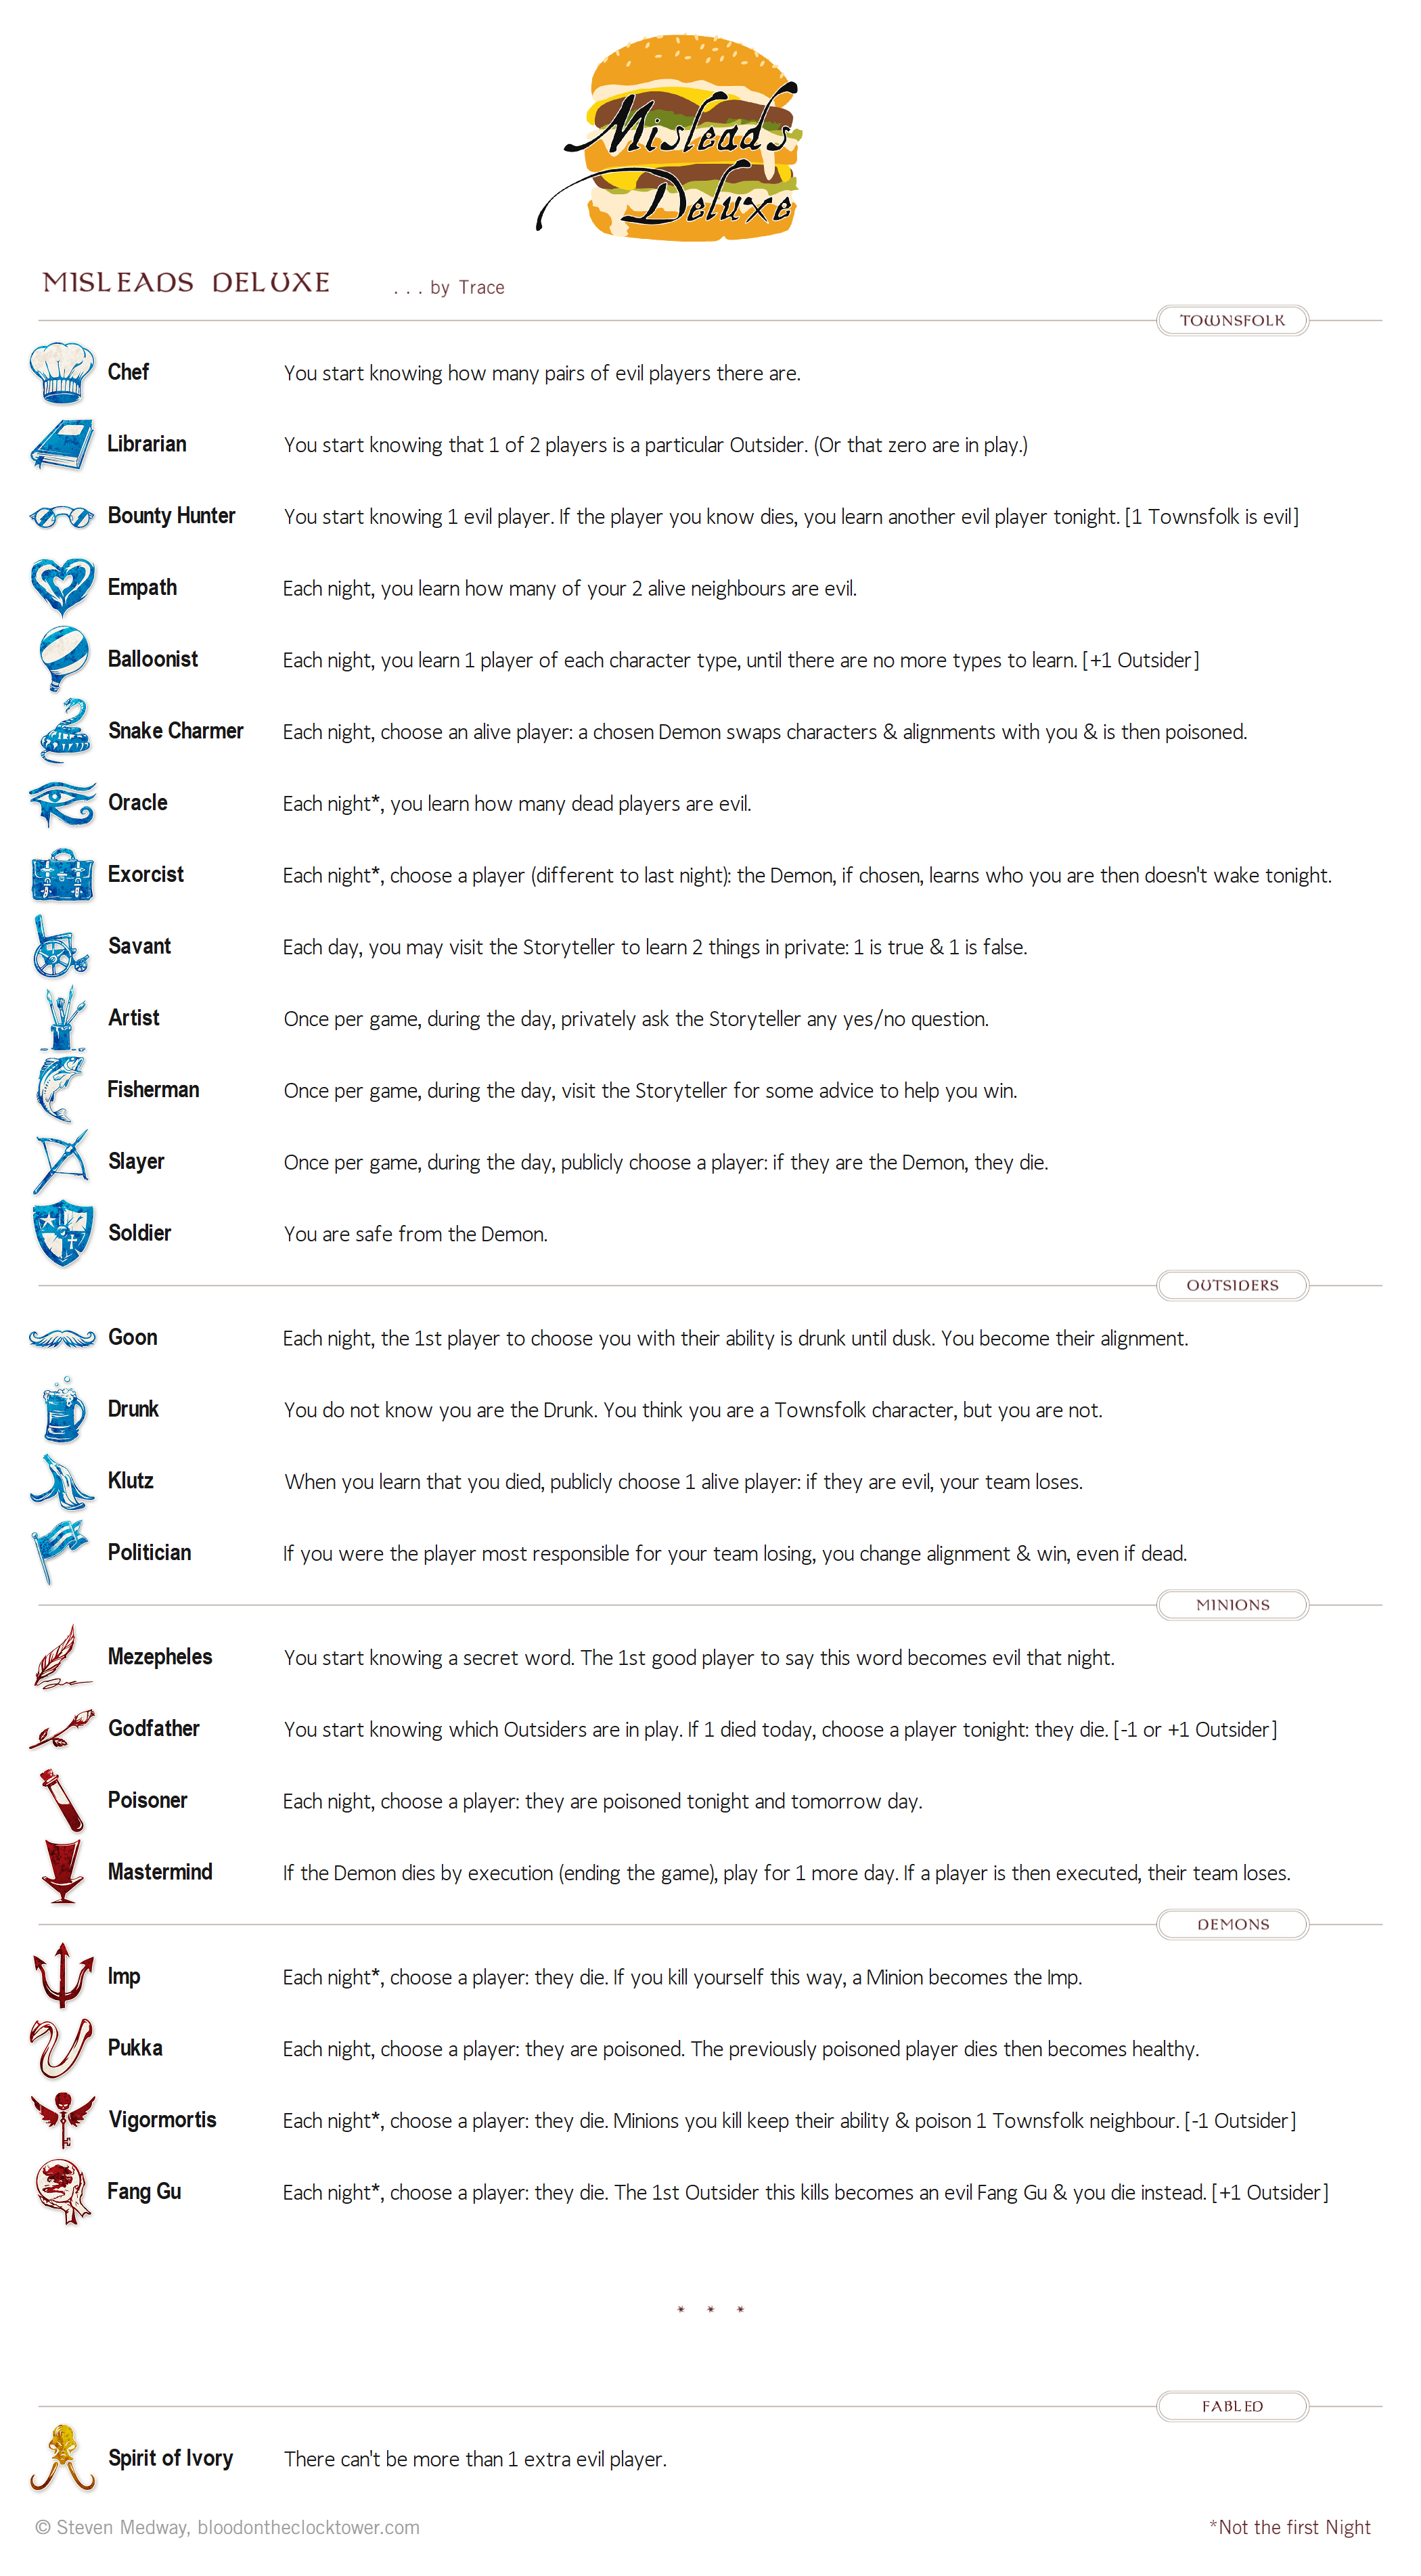 Misleads
Deluxe
MISLEADS DELUXE . . . by Trace
TOWNSFOLK
Chef You start knowing how many pairs of evil players there are.
Librarian You start knowing that 1 of 2 players is a particular Outsider. (Or that zero are in play.)
Bounty Hunter You start knowing 1 evil player. If the player you know dies, you learn another evil player tonight. [1 Townsfolk is evil]
Empath Each night, you learn how many of your 2 alive neighbours are evil.
Balloonist Each night, you learn 1 player of each character type, until there are no more types to learn. [+1 Outsider]
Snake Charmer Each night, choose an alive player: a chosen Demon swaps characters & alignments with you & is then poisoned.
Oracle Each night*, you learn how many dead players are evil.
Exorcist Each night*, choose a player (different to last night): the Demon, if chosen, learns who you are then doesn't wake tonight.
Savant Each day, you may visit the Storyteller to learn 2 things in private: 1 is true & 1 is false.
Artist Once per game, during the day, privately ask the Storyteller any yes/no question.
Fisherman Once per game, during the day, visit the Storyteller for some advice to help you win.
Slayer Once per game, during the day, publicly choose a player: if they are the Demon, they die.
Soldier You are safe from the Demon.
OUTSIDERS
Goon Each night, the 1st player to choose you with their ability is drunk until dusk. You become their alignment.
Drunk You do not know you are the Drunk. You think you are a Townsfolk character, but you are not.
Klutz When you learn that you died, publicly choose 1 alive player: if they are evil, your team loses.
Politician If you were the player most responsible for your team losing, you change alignment & win, even if dead.
MINIONS
Mezepheles You start knowing a secret word. The 1st good player to say this word becomes evil that night.
Godfather You start knowing which Outsiders are in play. If 1 died today, choose a player tonight: they die. [-1 or +1 Outsider]
Poisoner Each night, choose a player: they are poisoned tonight and tomorrow day.
Mastermind If the Demon dies by execution (ending the game), play for 1 more day. If a player is then executed, their team loses.
DEMONS
Imp Each night*, choose a player: they die. If you kill yourself this way, a Minion becomes the Imp.
Pukka Each night, choose a player: they are poisoned. The previously poisoned player dies then becomes healthy.
Vigormortis Each night*, choose a player: they die. Minions you kill keep their ability & poison 1 Townsfolk neighbour. [-1 Outsider]
Fang Gu Each night*, choose a player: they die. The 1st Outsider this kills becomes an evil Fang Gu & you die instead. [+1 Outsider]
* * *
FABLED
Spirit of Ivory There can't be more than 1 extra evil player.
© Steven Medway, bloodontheclocktower.com *Not the first Night